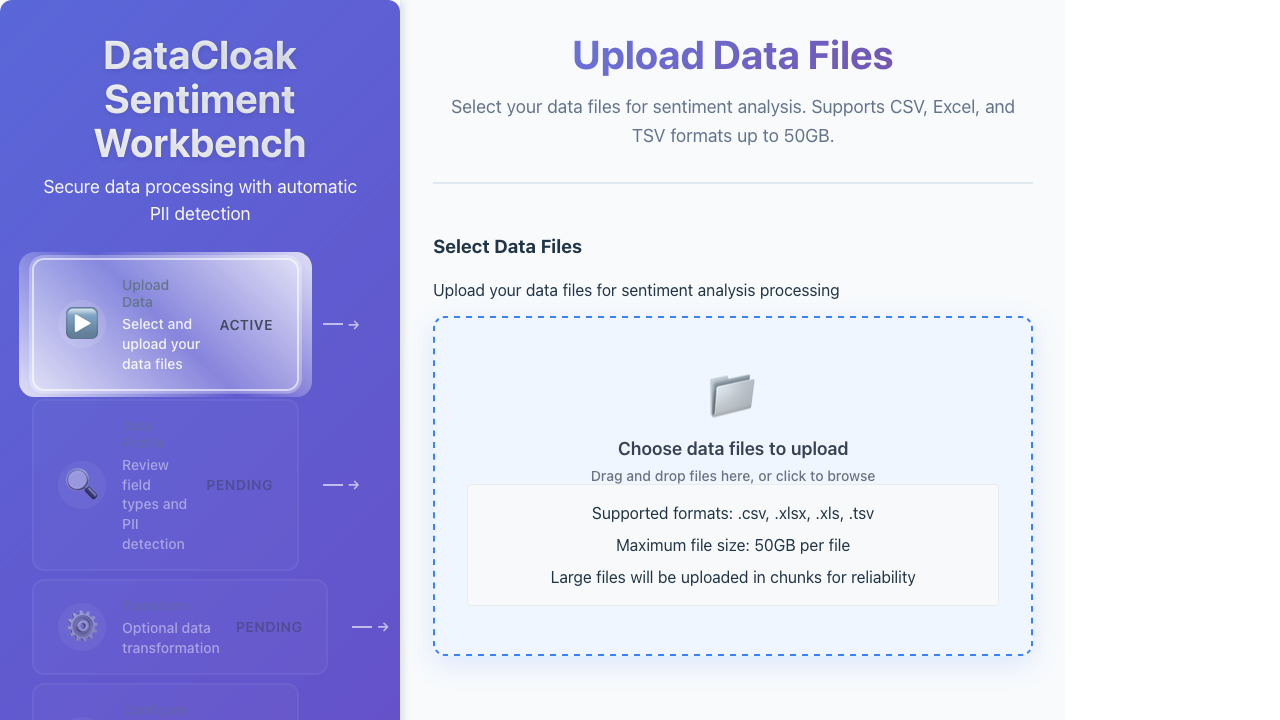 DataCloak
Sentiment
Workbench
Secure data processing with automatic
PII detection
Upload
Data
Select and
upload your
data files
ACTIVE
Data
Profile
Review
field
types and
PII
detection
PENDING
Optional data
transformation
PENDING
Upload Data Files
Select your data files for sentiment analysis. Supports CSV, Excel, and
TSV formats up to 50GB.
Select Data Files
Upload your data files for sentiment analysis processing
Choose data files to upload
Drag and drop files here, or click to browse
Supported formats: .csv, .xlsx, .xls, .tsv
Maximum file size: 50GB per file
Large files will be uploaded in chunks for reliability